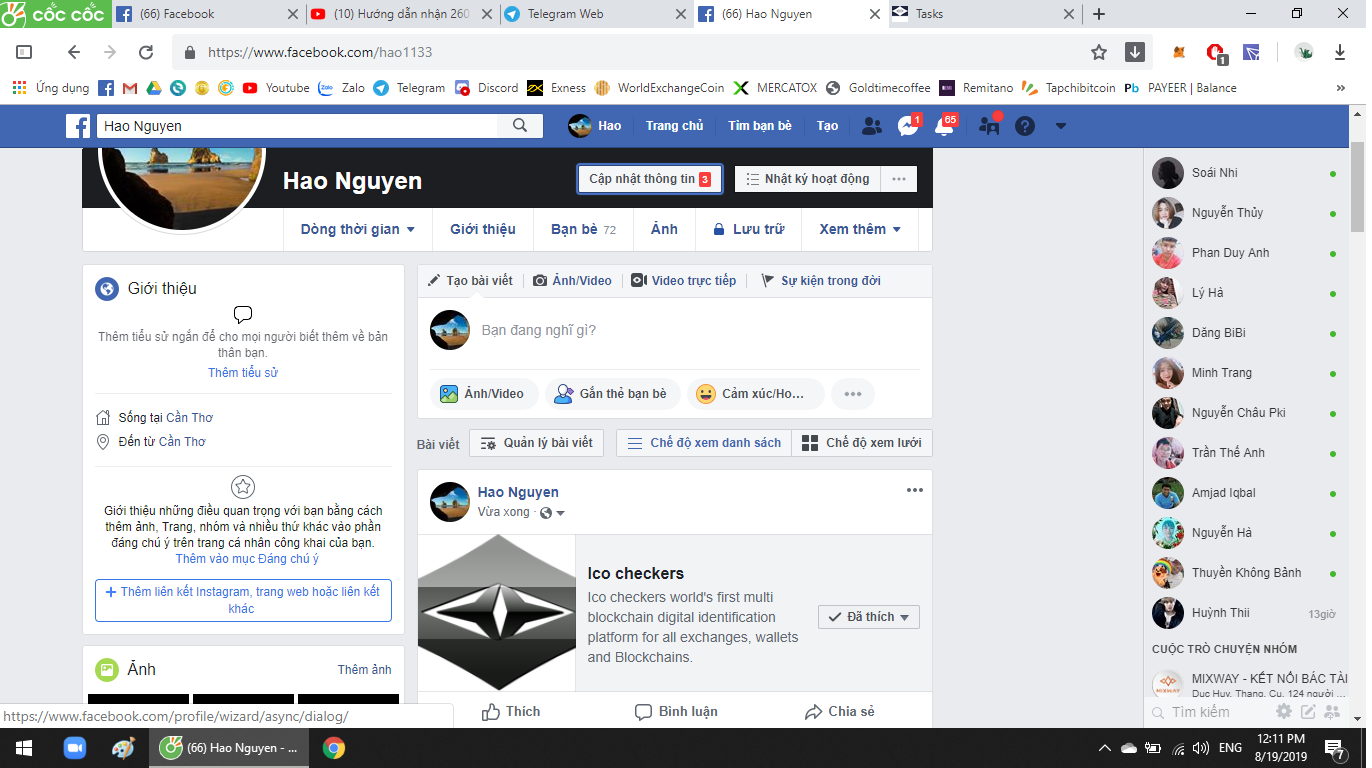 cốc cốc
(66) Facebook
(10) Hướng dẫn nhận 260
Telegram Web
(66) Hao Nguyen
Tasks
https://www.facebook.com/hao1133
1
Ứng dụng
Youtube
Zalo
Telegram
Discord
Exness
WorldExchangeCoin
MERCATOX
Goldtimecoffee
Remitano
Tapchibitcoin
Pb PAYEER | Balance
»
Hao Nguyen
Hao
Trang chủ
Tìm bạn bè
Tạo
1
65
Hao Nguyen
Cập nhật thông tin 3
Nhật ký hoạt động
Dòng thời gian
Giới thiệu
Bạn bè 72
Ảnh
Lưu trữ
Xem thêm
Giới thiệu
Thêm tiểu sử ngắn để cho mọi người biết thêm về bản
thân bạn.
Thêm tiểu sử
Sống tại Cần Thơ
Đến từ Cần Thơ
Giới thiệu những điều quan trọng với bạn bằng cách
thêm ảnh, Trang, nhóm và nhiều thứ khác vào phần
đáng chú ý trên trang cá nhân công khai của bạn.
Thêm vào mục Đáng chú ý
+ Thêm liên kết Instagram, trang web hoặc liên kết
khác
Ảnh
Thêm ảnh
https://www.facebook.com/profile/wizard/async/dialog/
Tạo bài viết
Ảnh/Video
Video trực tiếp
Sự kiện trong đời
Bạn đang nghĩ gì?
Ảnh/Video
Gắn thẻ bạn bè
Cảm xúc/Ho...
Bài viết
Quản lý bài viết
Chế độ xem danh sách
Chế độ xem lưới
Hao Nguyen
Vừa xong ·
Ico checkers
Ico checkers world's first multi
blockchain digital identification
platform for all exchanges, wallets
and Blockchains.
Đã thích
Thích
Bình luận
Chia sẻ
Soái Nhi
Nguyễn Thủy
Phan Duy Anh
Lý Hà
Dăng BiBi
Minh Trang
Nguyễn Châu Pki
Trần Thế Anh
Amjad Iqbal
Nguyễn Hà
Thuyền Không Bảnh
Huỳnh Thii
13giờ
CUỘC TRÒ CHUYỆN NHÓM
MIXWAY - KẾT NỐI BÁC TÀI
Duc Huy, Thang, Cu, 124 người ...
Tìm kiếm
(66) Hao Nguyen - ...
ENG
12:11 PM
8/19/2019
7